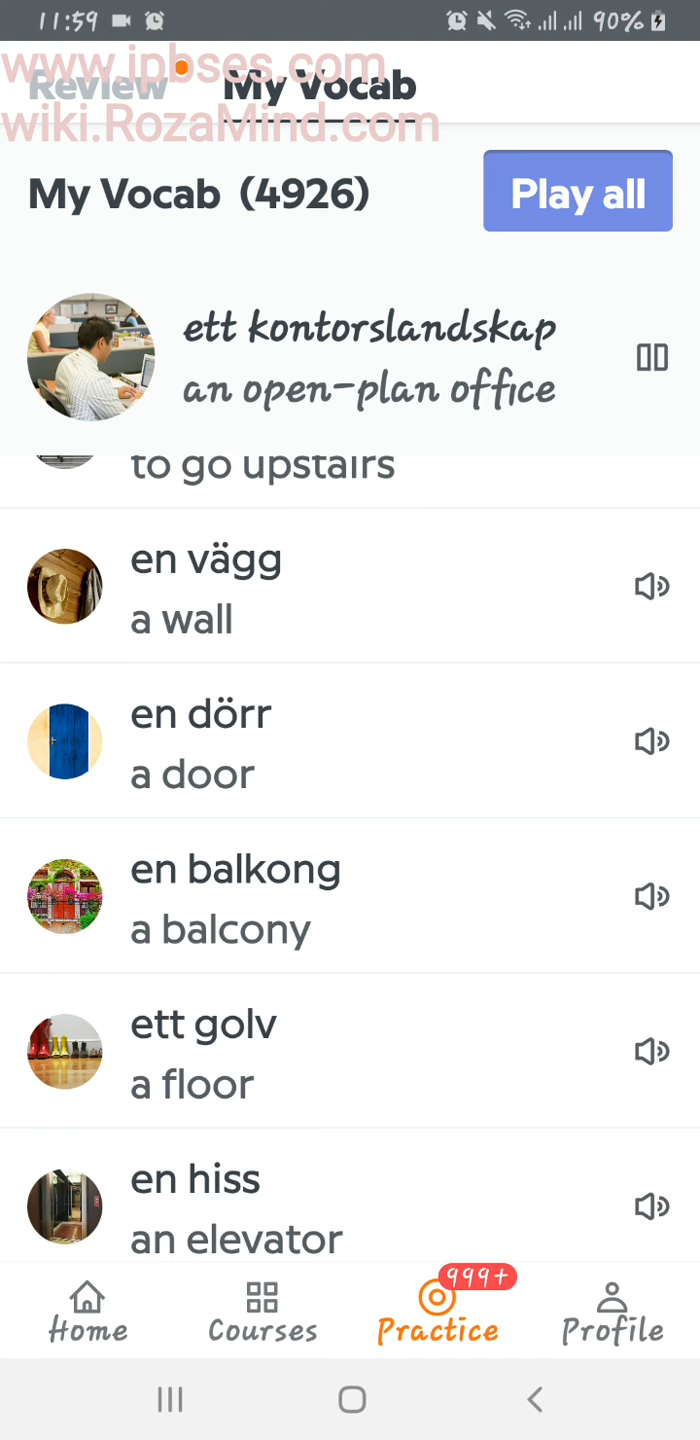 11:59 90%
www.ipbses.com
Review My Vocab
wiki.RozaMind.com
My Vocab (4926) Play all
ett kontorslandskap
an open-plan office
to go upstairs
en vägg
a wall
en dörr
a door
en balkong
a balcony
ett golv
a floor
en hiss
an elevator
999+
Home Courses Practice Profile